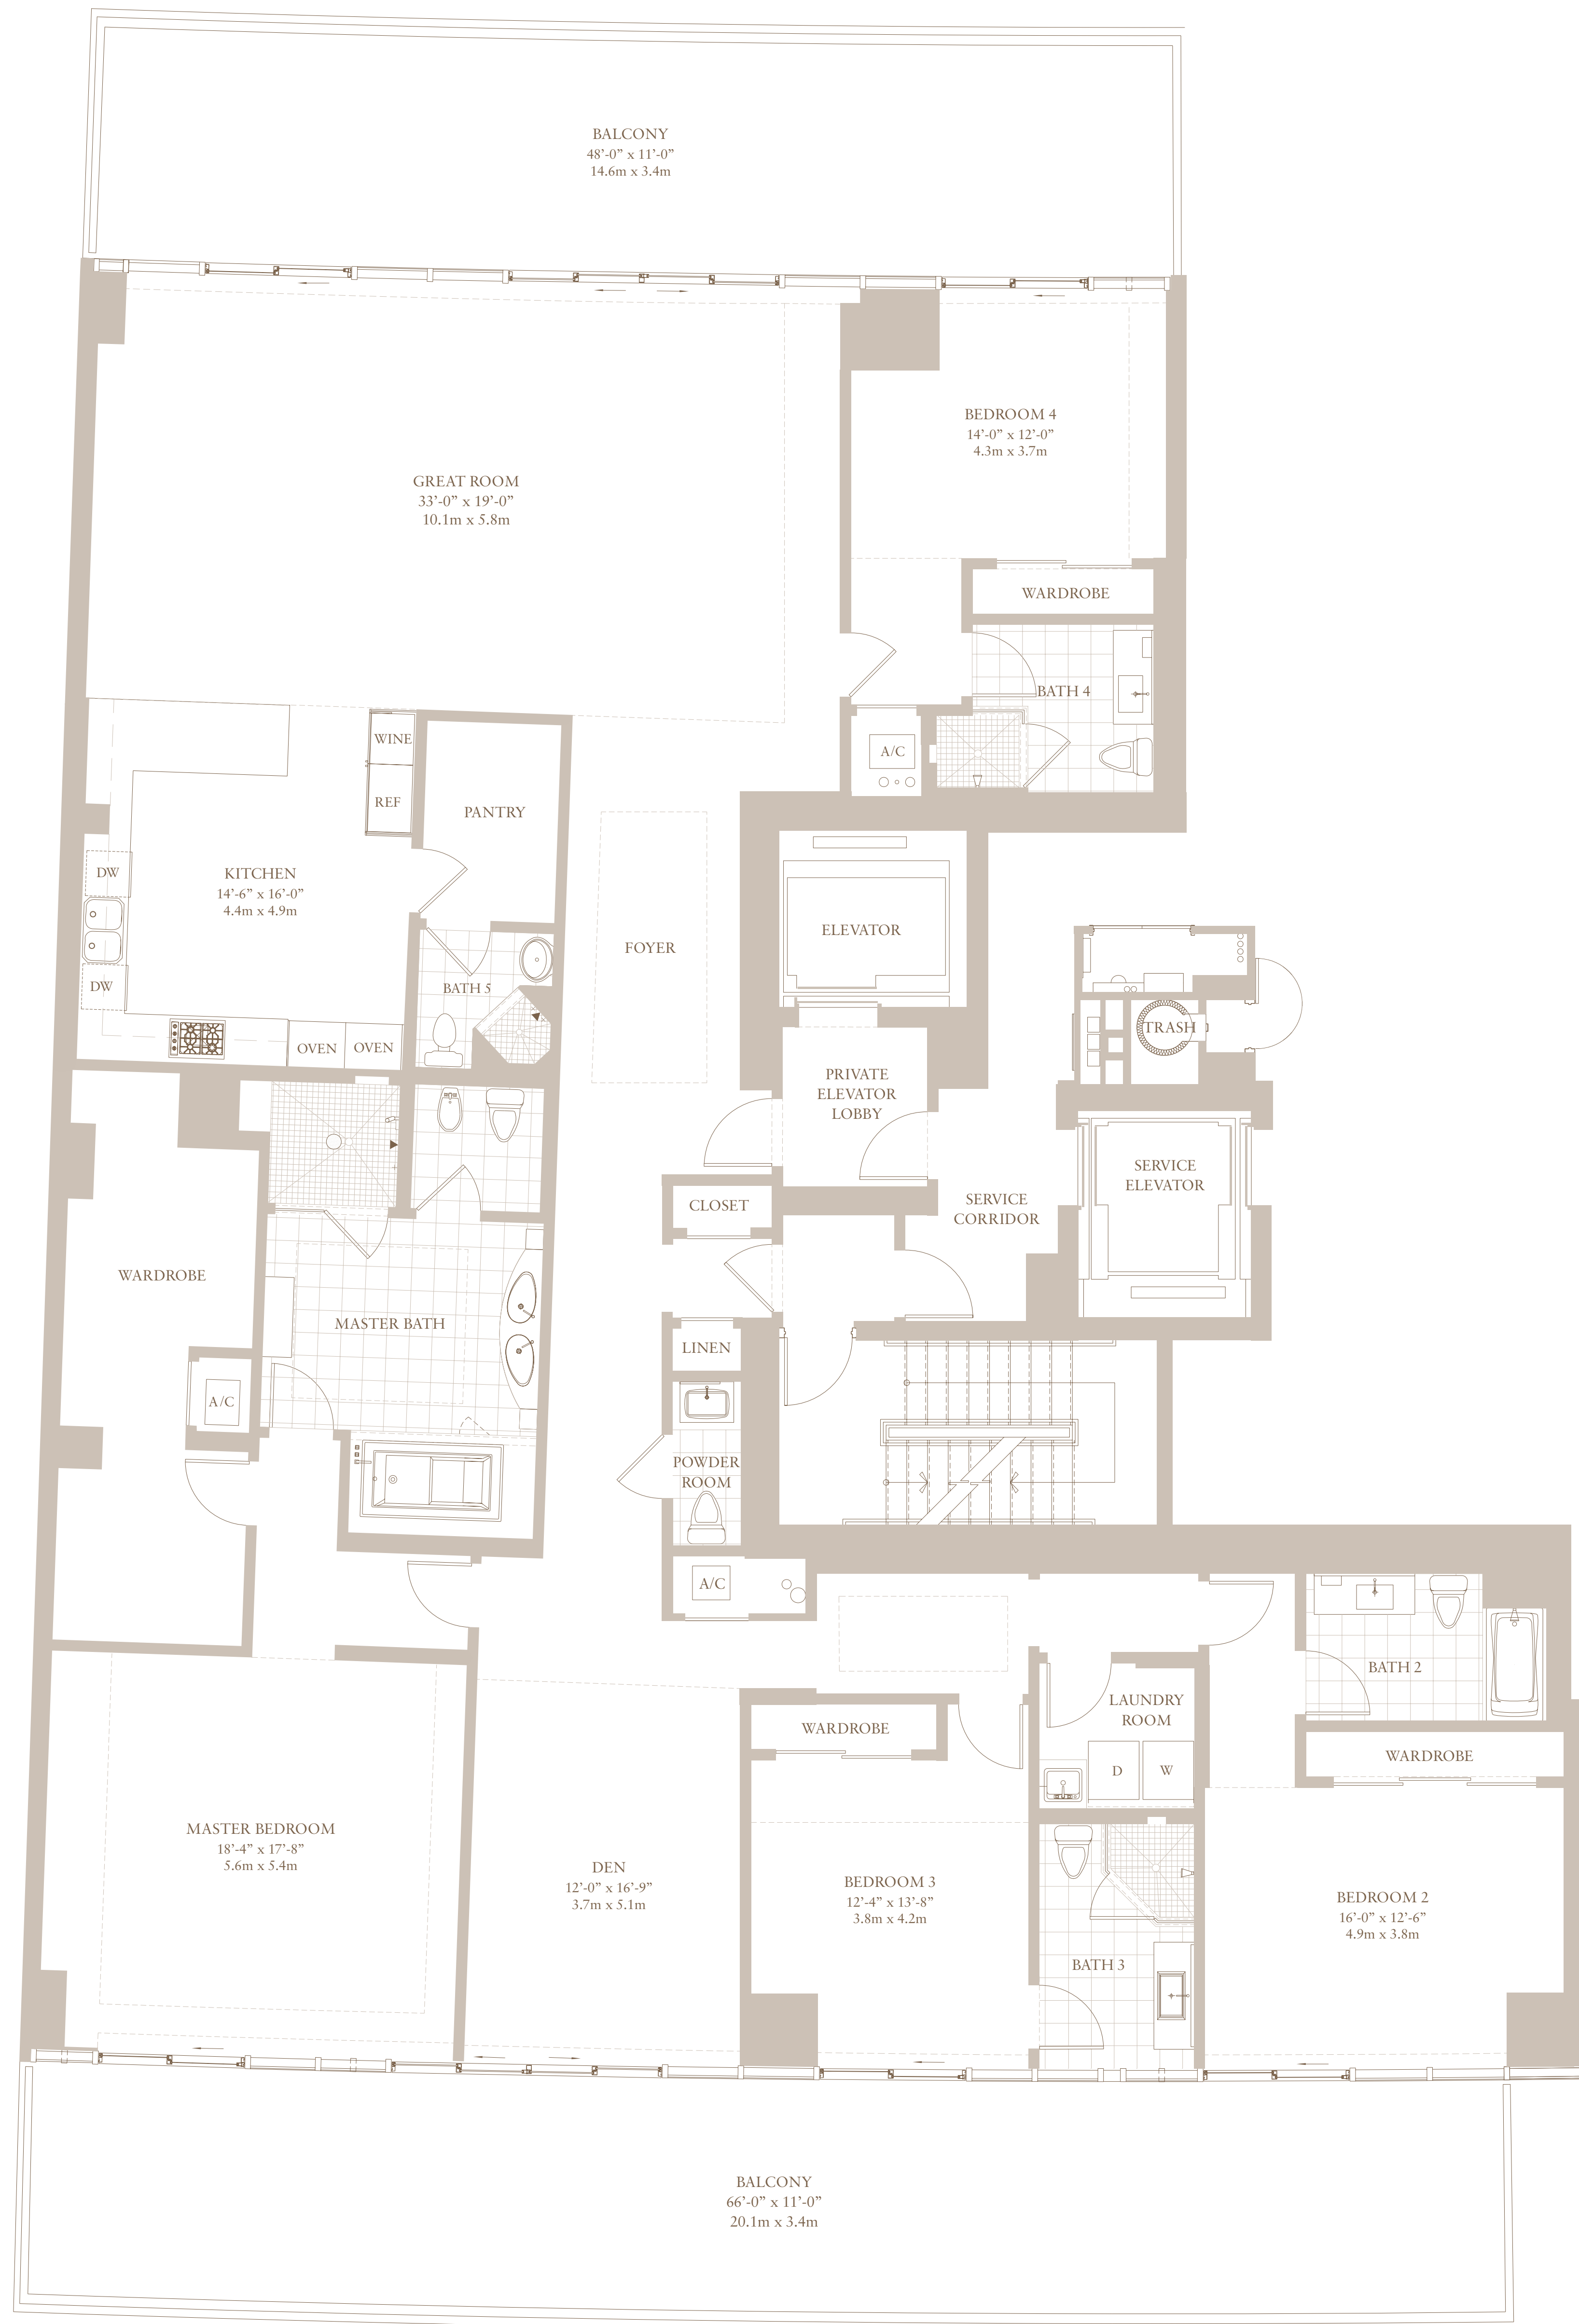 BALCONY
48’-0” x 11’-0”
14.6m x 3.4m
BEDROOM 4
14’-0” x 12’-0”
4.3m x 3.7m
GREAT ROOM
33’-0” x 19’-0”
10.1m x 5.8m
WARDROBE
BATH 4
A/C
WINE
REF
PANTRY
KITCHEN
14’-6” x 16’-0”
4.4m x 4.9m
DW
DW
OVEN
OVEN
BATH 5
FOYER
ELEVATOR
TRASH
PRIVATE
ELEVATOR
LOBBY
SERVICE
ELEVATOR
SERVICE
CORRIDOR
CLOSET
WARDROBE
MASTER BATH
LINEN
A/C
POWDER
ROOM
A/C
BATH 2
LAUNDRY
ROOM
WARDROBE
WARDROBE
D
W
MASTER BEDROOM
18’-4” x 17’-8”
5.6m x 5.4m
DEN
12’-0” x 16’-9”
3.7m x 5.1m
BEDROOM 3
12’-4” x 13’-8”
3.8m x 4.2m
BEDROOM 2
16’-0” x 12’-6”
4.9m x 3.8m
BATH 3
BALCONY
66’-0” x 11’-0”
20.1m x 3.4m